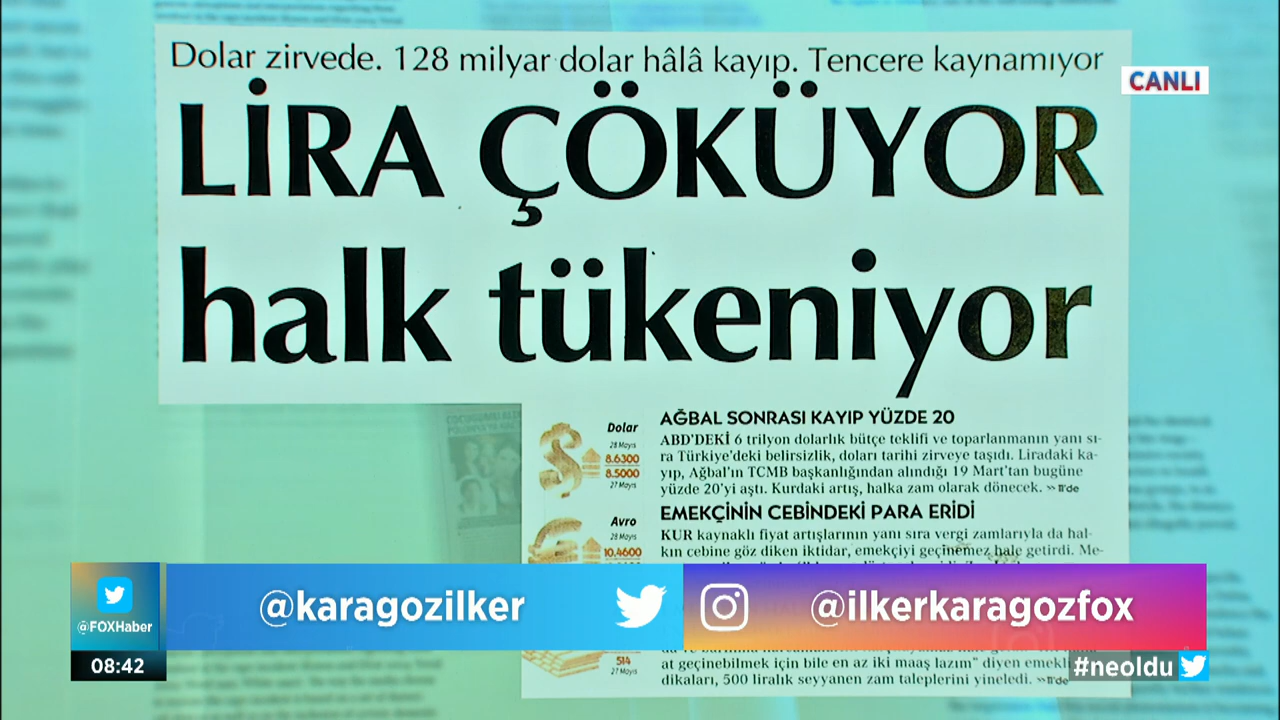 Dolar zirvede. 128 milyar dolar hâlâ kayıp. Tencere kaynamıyor
CANLI
LİRA ÇÖKÜYOR
halk tükeniyor
Dolar
28 Mayıs
8.6300
8.5000
27 Mayıs
AĞBAL SONRASI KAYIP YÜZDE 20
ABD'DEKİ 6 trilyon dolarlık bütçe teklifi ve toparlanmanın yanı sı-
ra Türkiye'deki belirsizlik, doları tarihi zirveye taşıdı. Liradaki ka-
yıp, Ağbal'ın TCMB başkanlığından alındığı 19 Mart'tan bugüne
yüzde 20'yi aştı. Kurdaki artış, halka zam olarak dönecek. >> 11'de
Avro
28 Mayıs
10.4600
EMEKÇİNİN CEBİNDEKİ PARA ERİDİ
KUR kaynaklı fiyat artışlarının yanı sıra vergi zamlarıyla da hal-
kın cebine göz diken iktidar, emekçiyi geçinemez hale getirdi. Me-
@FOXHaber
08:42
@karagozilker
@ilkerkaragozfox
514
27 Mayıs
at geçinebilmek için bile en az iki maaş lazım" diyen emekli
dikaları, 500 liralık seyyanen zam taleplerini yineledi. >> 11'de
#neoldu